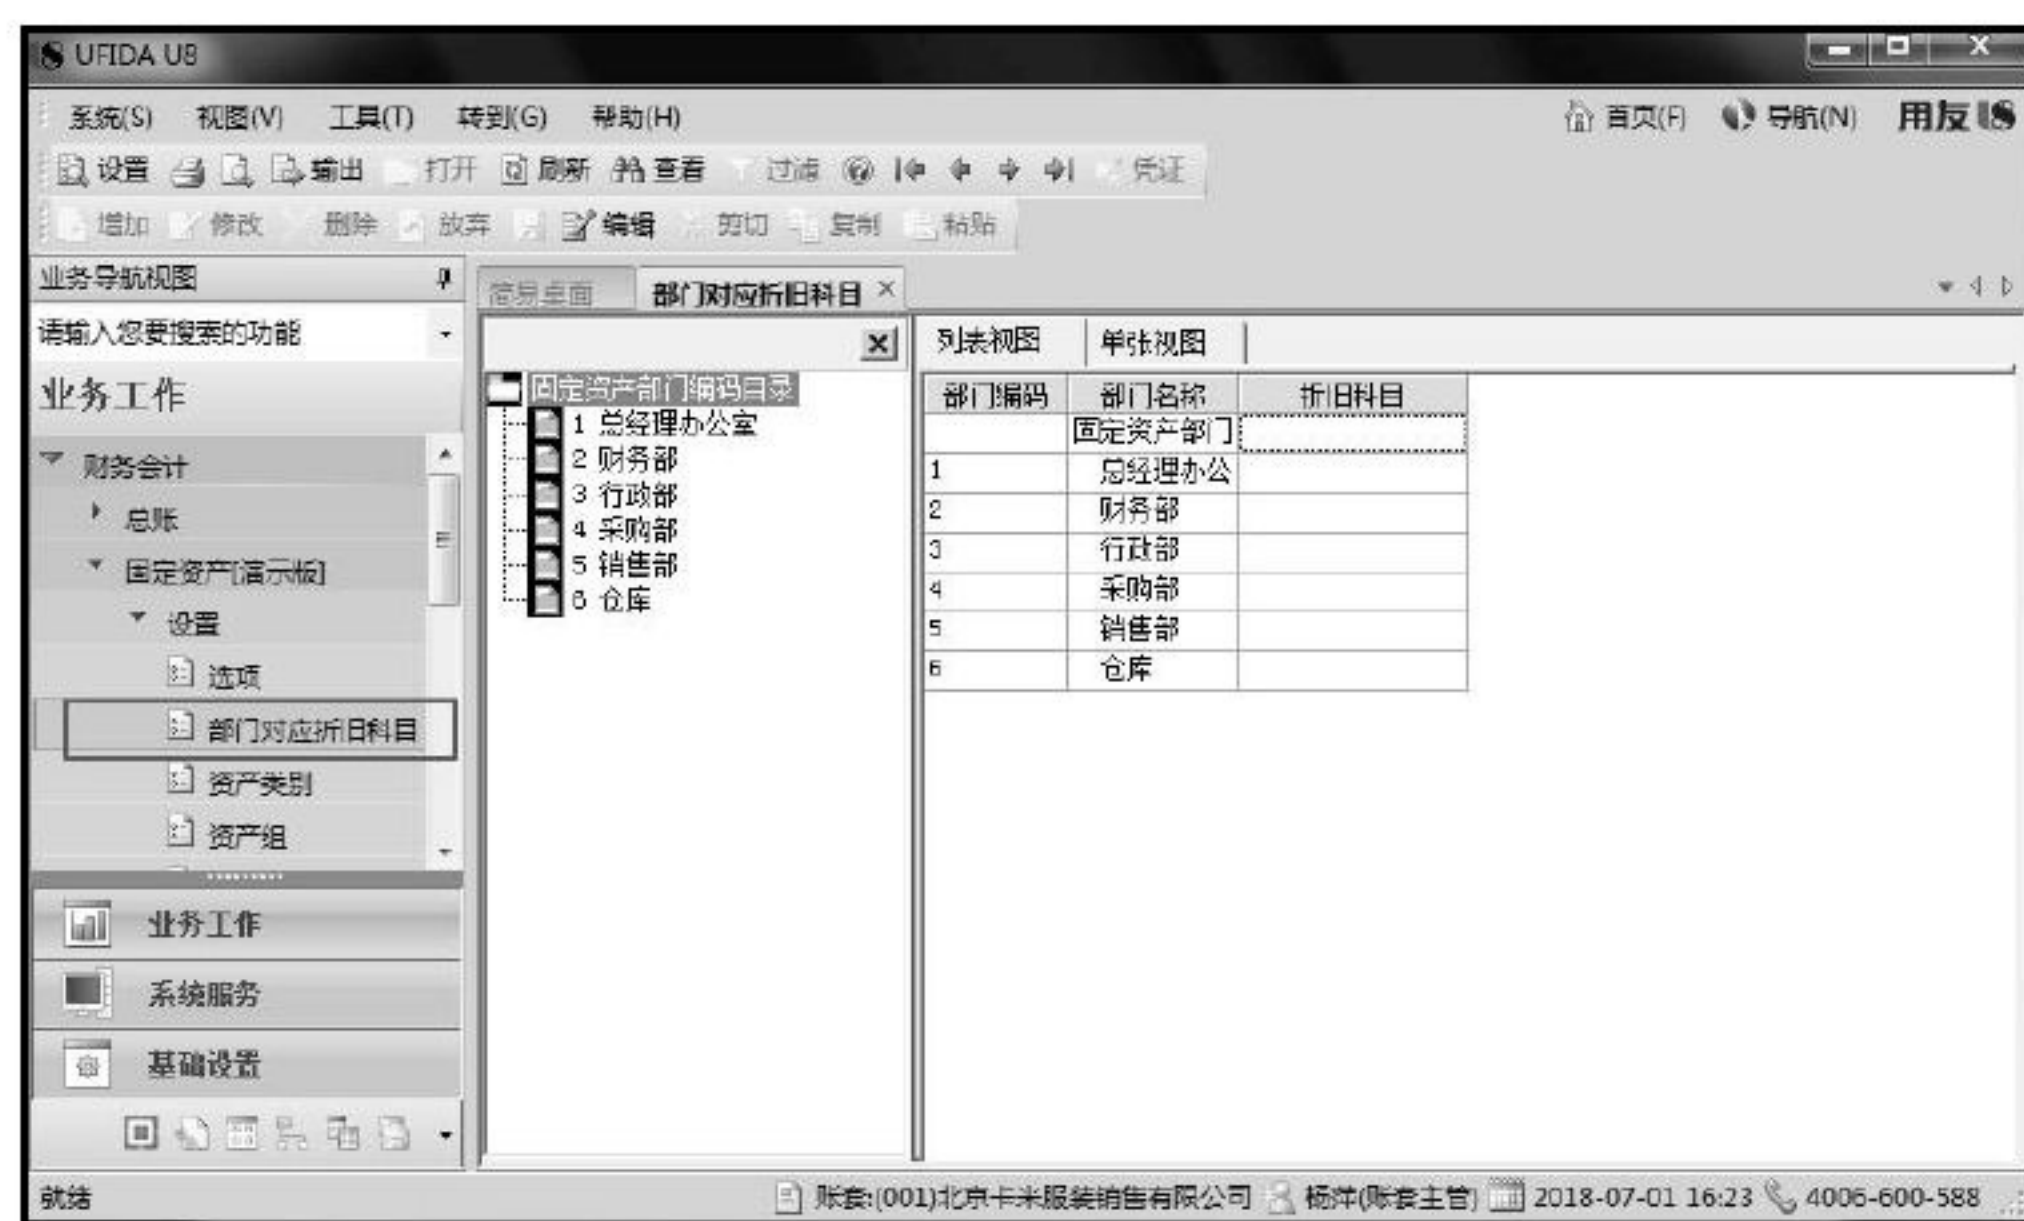 UFIDA U8
系统(S) 视图(V) 工具(T) 转到(G) 帮助(H) 首页(F) 导航(N) 用友U8
设置 输出 打开 刷新 查看 过滤 凭证
增加 修改 删除 放弃 编辑 剪切 复制 粘贴
业务导航视图
请输入您要搜索的功能
业务工作
财务会计
总账
固定资产[演示版]
设置
选项
部门对应折旧科目
资产类别
资产组
业务工作
系统服务
基础设置
简易桌面 部门对应折旧科目
固定资产部门编码目录
1 总经理办公室
2 财务部
3 行政部
4 采购部
5 销售部
6 仓库
列表视图 单张视图
部门编码 部门名称 折旧科目
固定资产部门
1 总经理办公
2 财务部
3 行政部
4 采购部
5 销售部
6 仓库
就绪 账套:(001)北京卡米服装销售有限公司 杨萍(账套主管) 2018-07-01 16:23 4006-600-588